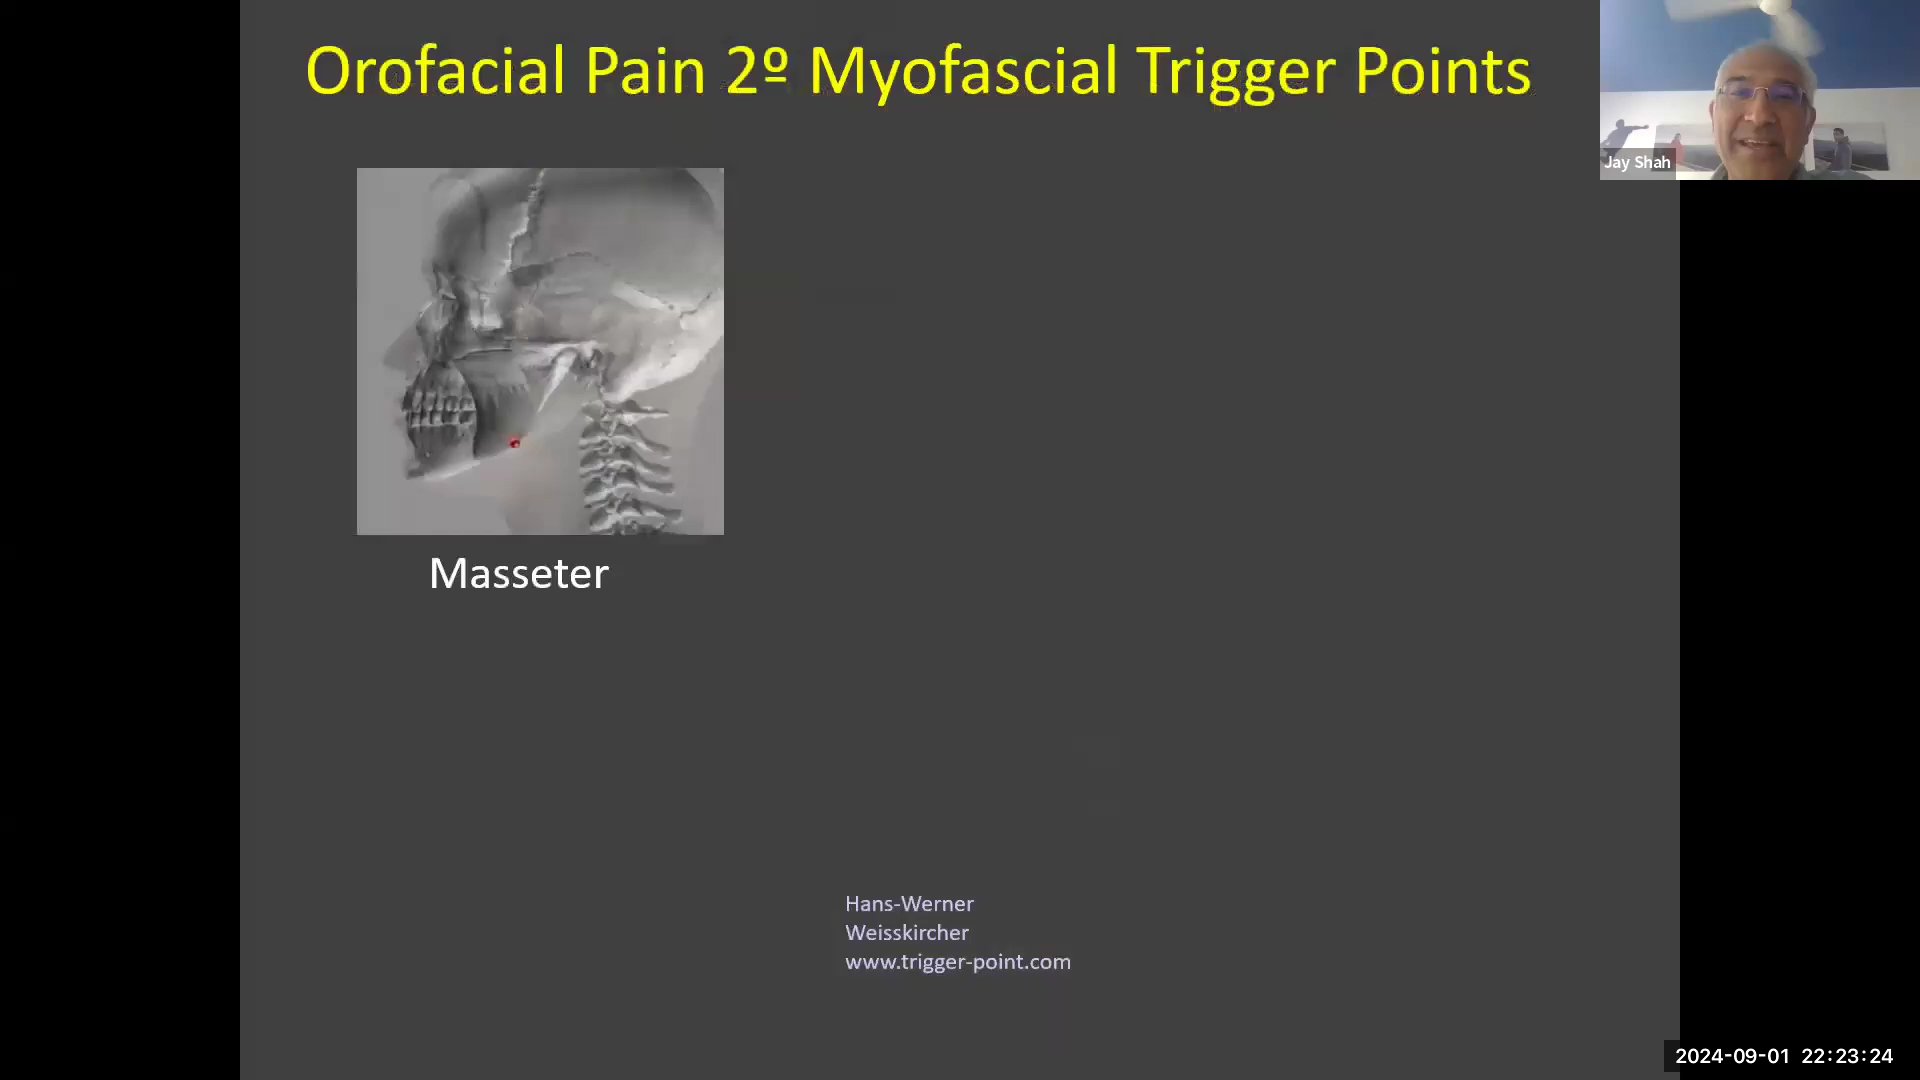 Orofacial Pain 2º Myofascial Trigger Points
Jay Shah
Masseter
Hans-Werner
Weisskircher
www.trigger-point.com
2024-09-01 22:23:24